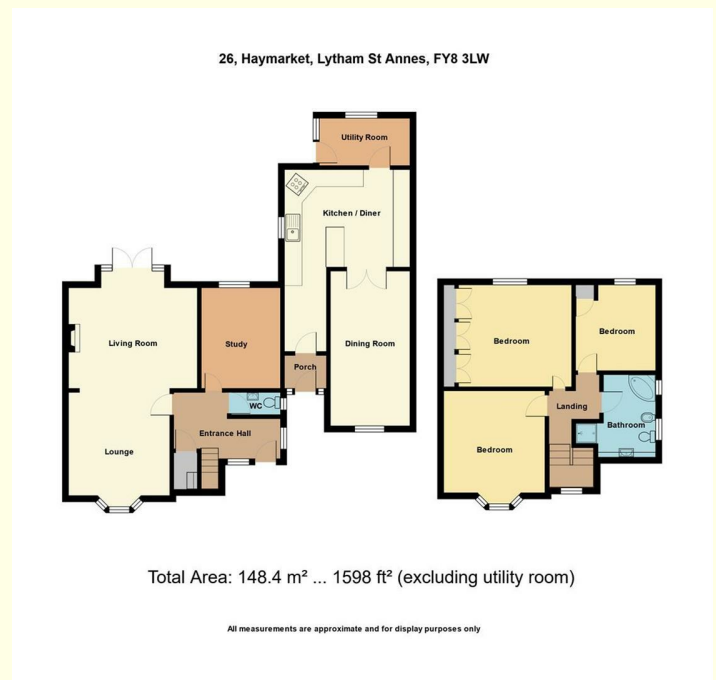 26, Haymarket, Lytham St Annes, FY8 3LW
Utility Room
Kitchen / Diner
Living Room
Study
Dining Room
Porch
WC
Entrance Hall
Lounge
Bedroom
Bedroom
Landing
Bathroom
Bedroom
Total Area: 148.4 m² ... 1598 ft² (excluding utility room)
All measurements are approximate and for display purposes only